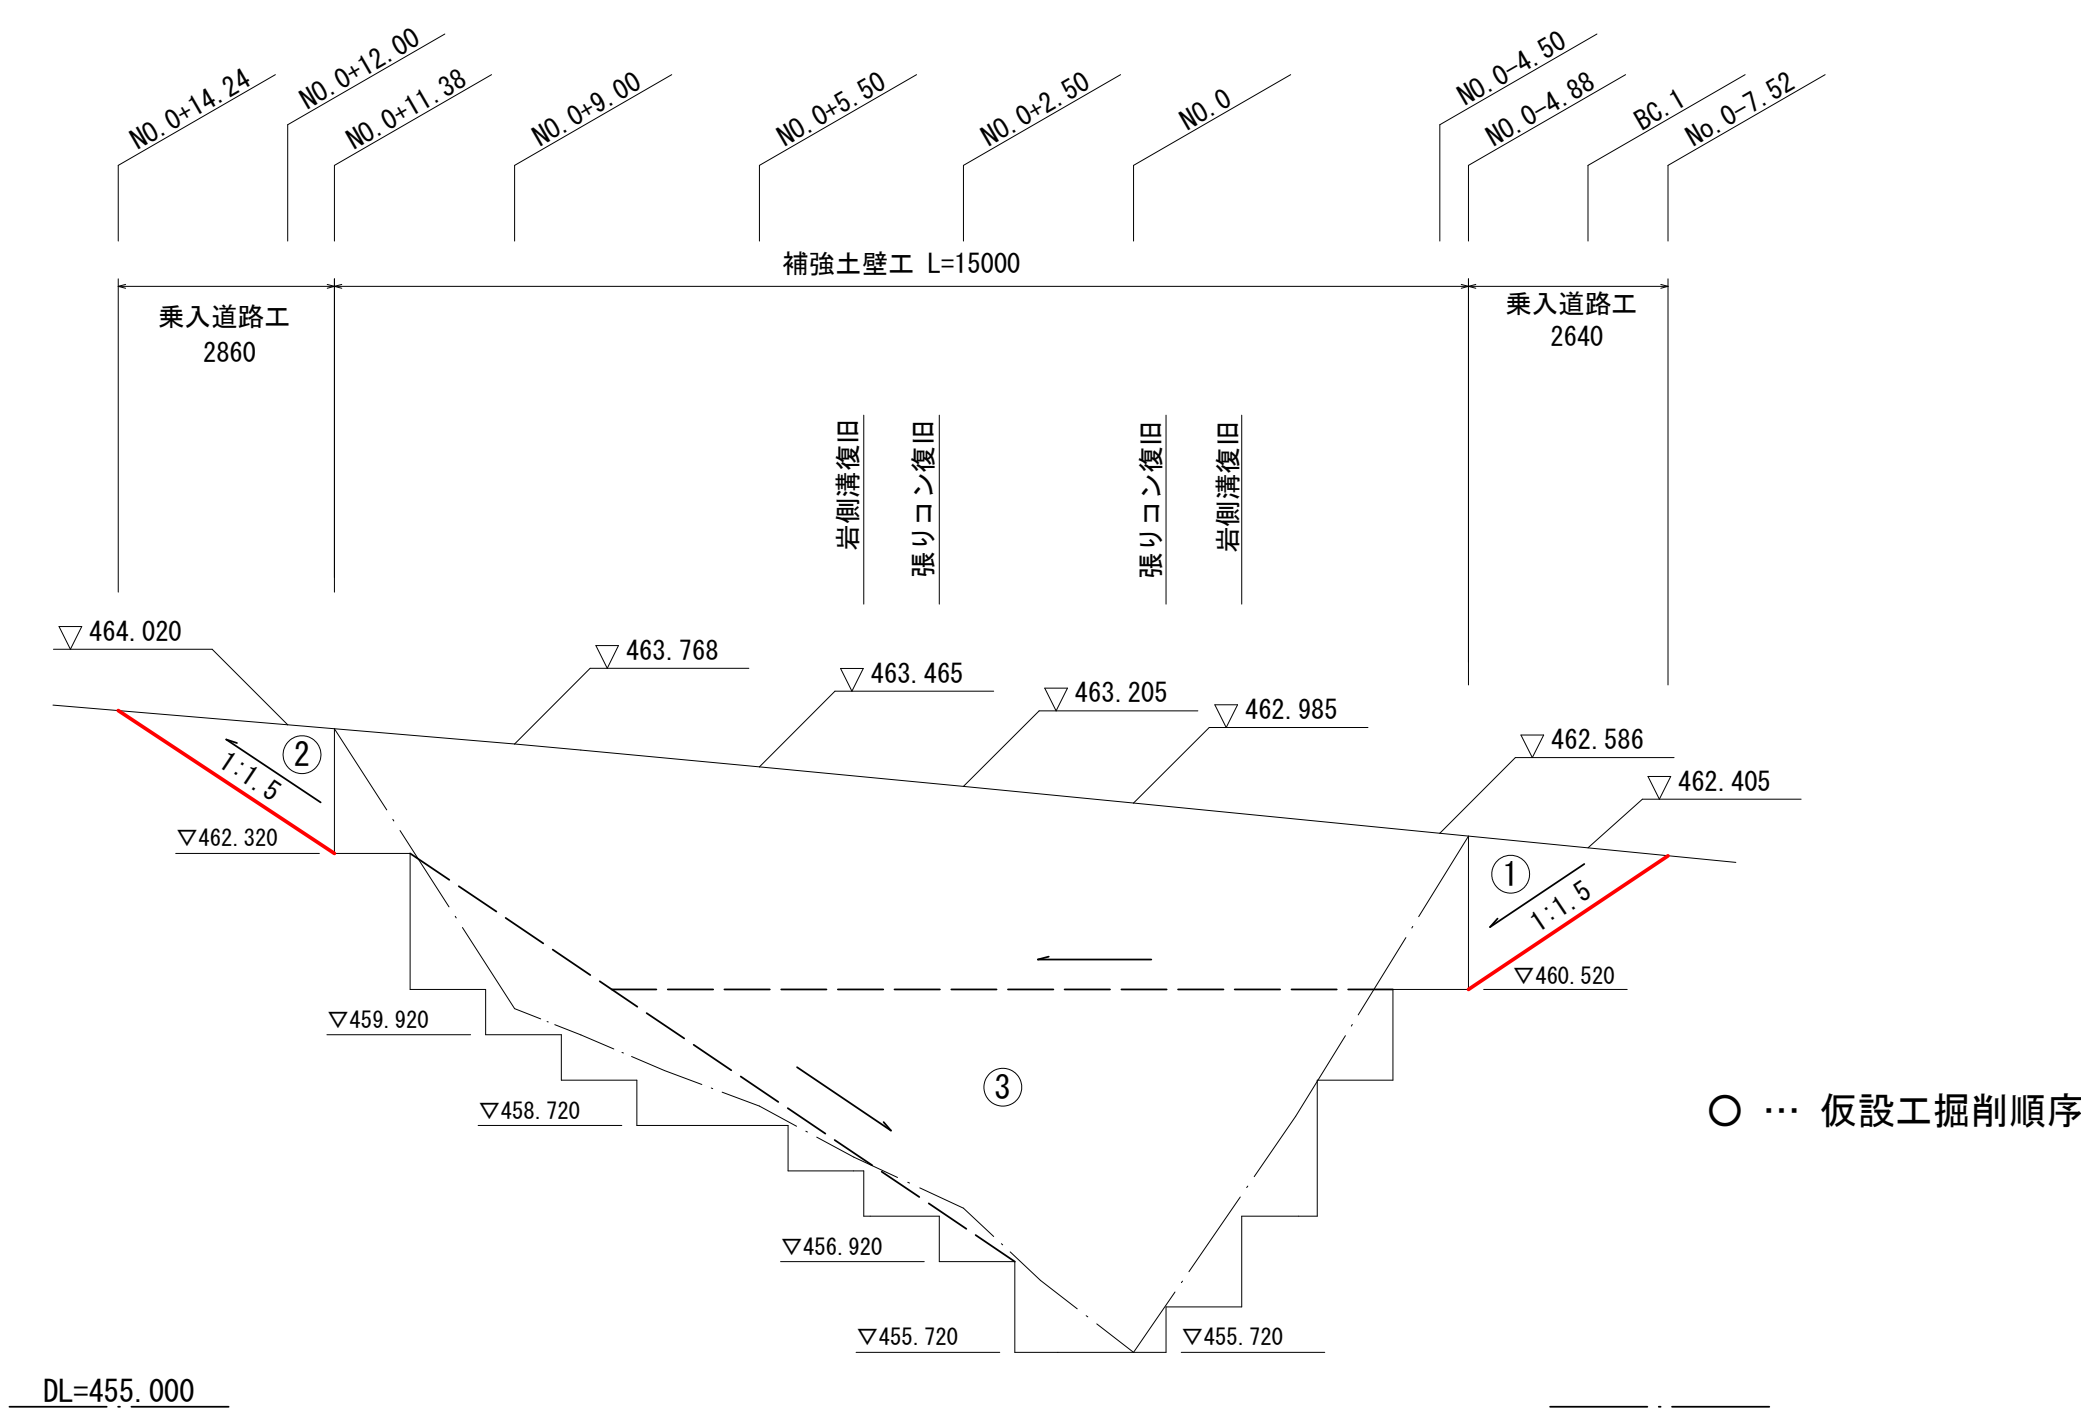 NO.0+14.24
NO.0+12.00
NO.0+11.38
NO.0+9.00
NO.0+5.50
NO.0+2.50
NO.0
NO.0-4.50
NO.0-4.88
BC.1
No.0-7.52
補強土壁工 L=15000
乗入道路工
2860
乗入道路工
2640
岩側溝復旧
張りコン復旧
張りコン復旧
岩側溝復旧
▽464.020
▽463.768
▽463.465
▽463.205
▽462.985
▽462.586
▽462.405
②
1:1.5
▽462.320
①
1:1.5
▽460.520
▽459.920
③
▽458.720
○ … 仮設工掘削順序
▽456.920
▽455.720
▽455.720
DL=455.000